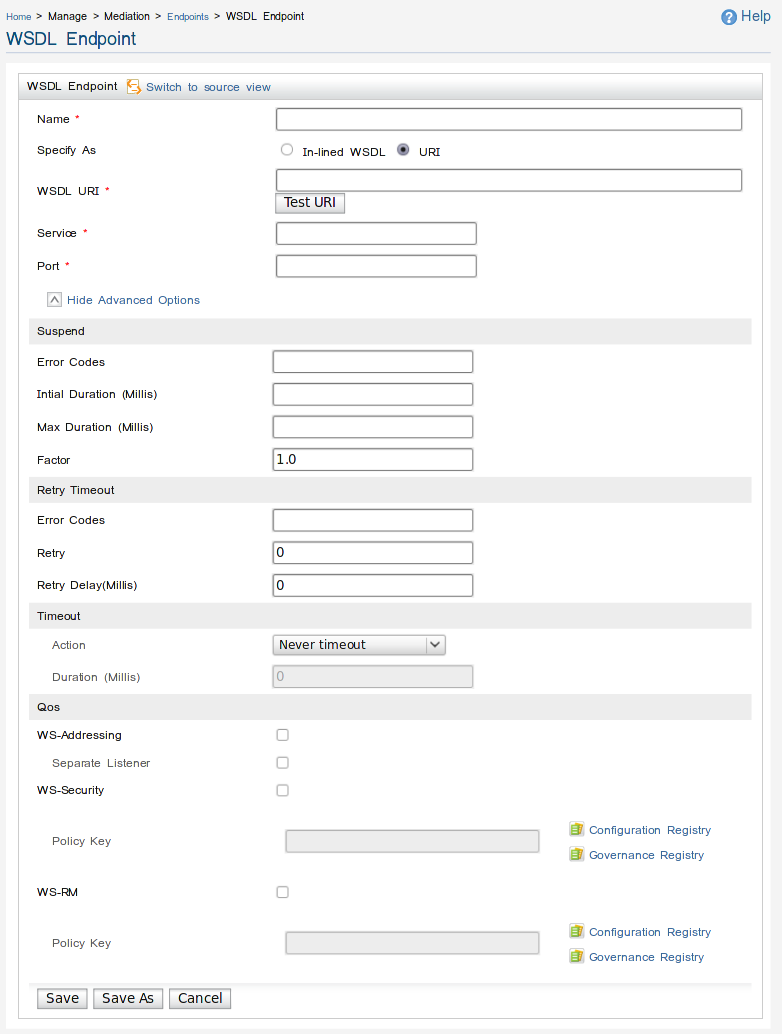 Home > Manage > Mediation > Endpoints > WSDL Endpoint
Help
WSDL Endpoint
WSDL Endpoint Switch to source view
Name *
Specify As In-lined WSDL URI
WSDL URI *
Test URI
Service *
Port *
Hide Advanced Options
Suspend
Error Codes
Intial Duration (Millis)
Max Duration (Millis)
Factor 1.0
Retry Timeout
Error Codes
Retry 0
Retry Delay(Millis) 0
Timeout
Action Never timeout
Duration (Millis) 0
Qos
WS-Addressing
Separate Listener
WS-Security
Policy Key
Configuration Registry
Governance Registry
WS-RM
Policy Key
Configuration Registry
Governance Registry
Save Save As Cancel